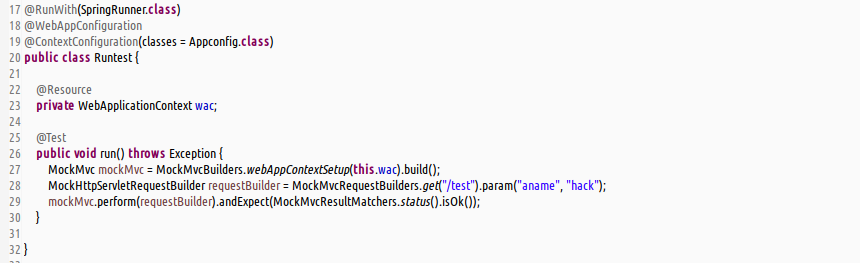 17 @RunWith(SpringRunner.class)
18 @WebAppConfiguration
19 @ContextConfiguration(classes = Appconfig.class)
20 public class Runtest {
21
22 @Resource
23 private WebApplicationContext wac;
24
25 @Test
26 public void run() throws Exception {
27 MockMvc mockMvc = MockMvcBuilders.webAppContextSetup(this.wac).build();
28 MockHttpServletRequestBuilder requestBuilder = MockMvcRequestBuilders.get("/test").param("aname", "hack");
29 mockMvc.perform(requestBuilder).andExpect(MockMvcResultMatchers.status().isOk());
30 }
31
32 }